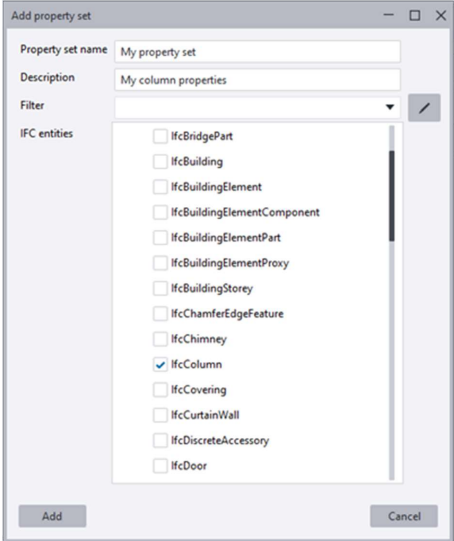 Add property set
Property set name My property set
Description My column properties
Filter
IFC entities
IfcBridgePart
IfcBuilding
IfcBuildingElement
IfcBuildingElementComponent
IfcBuildingElementPart
IfcBuildingElementProxy
IfcBuildingStorey
IfcChamferEdgeFeature
IfcChimney
IfcColumn
IfcCovering
IfcCurtainWall
IfcDiscreteAccessory
IfcDoor
Add Cancel